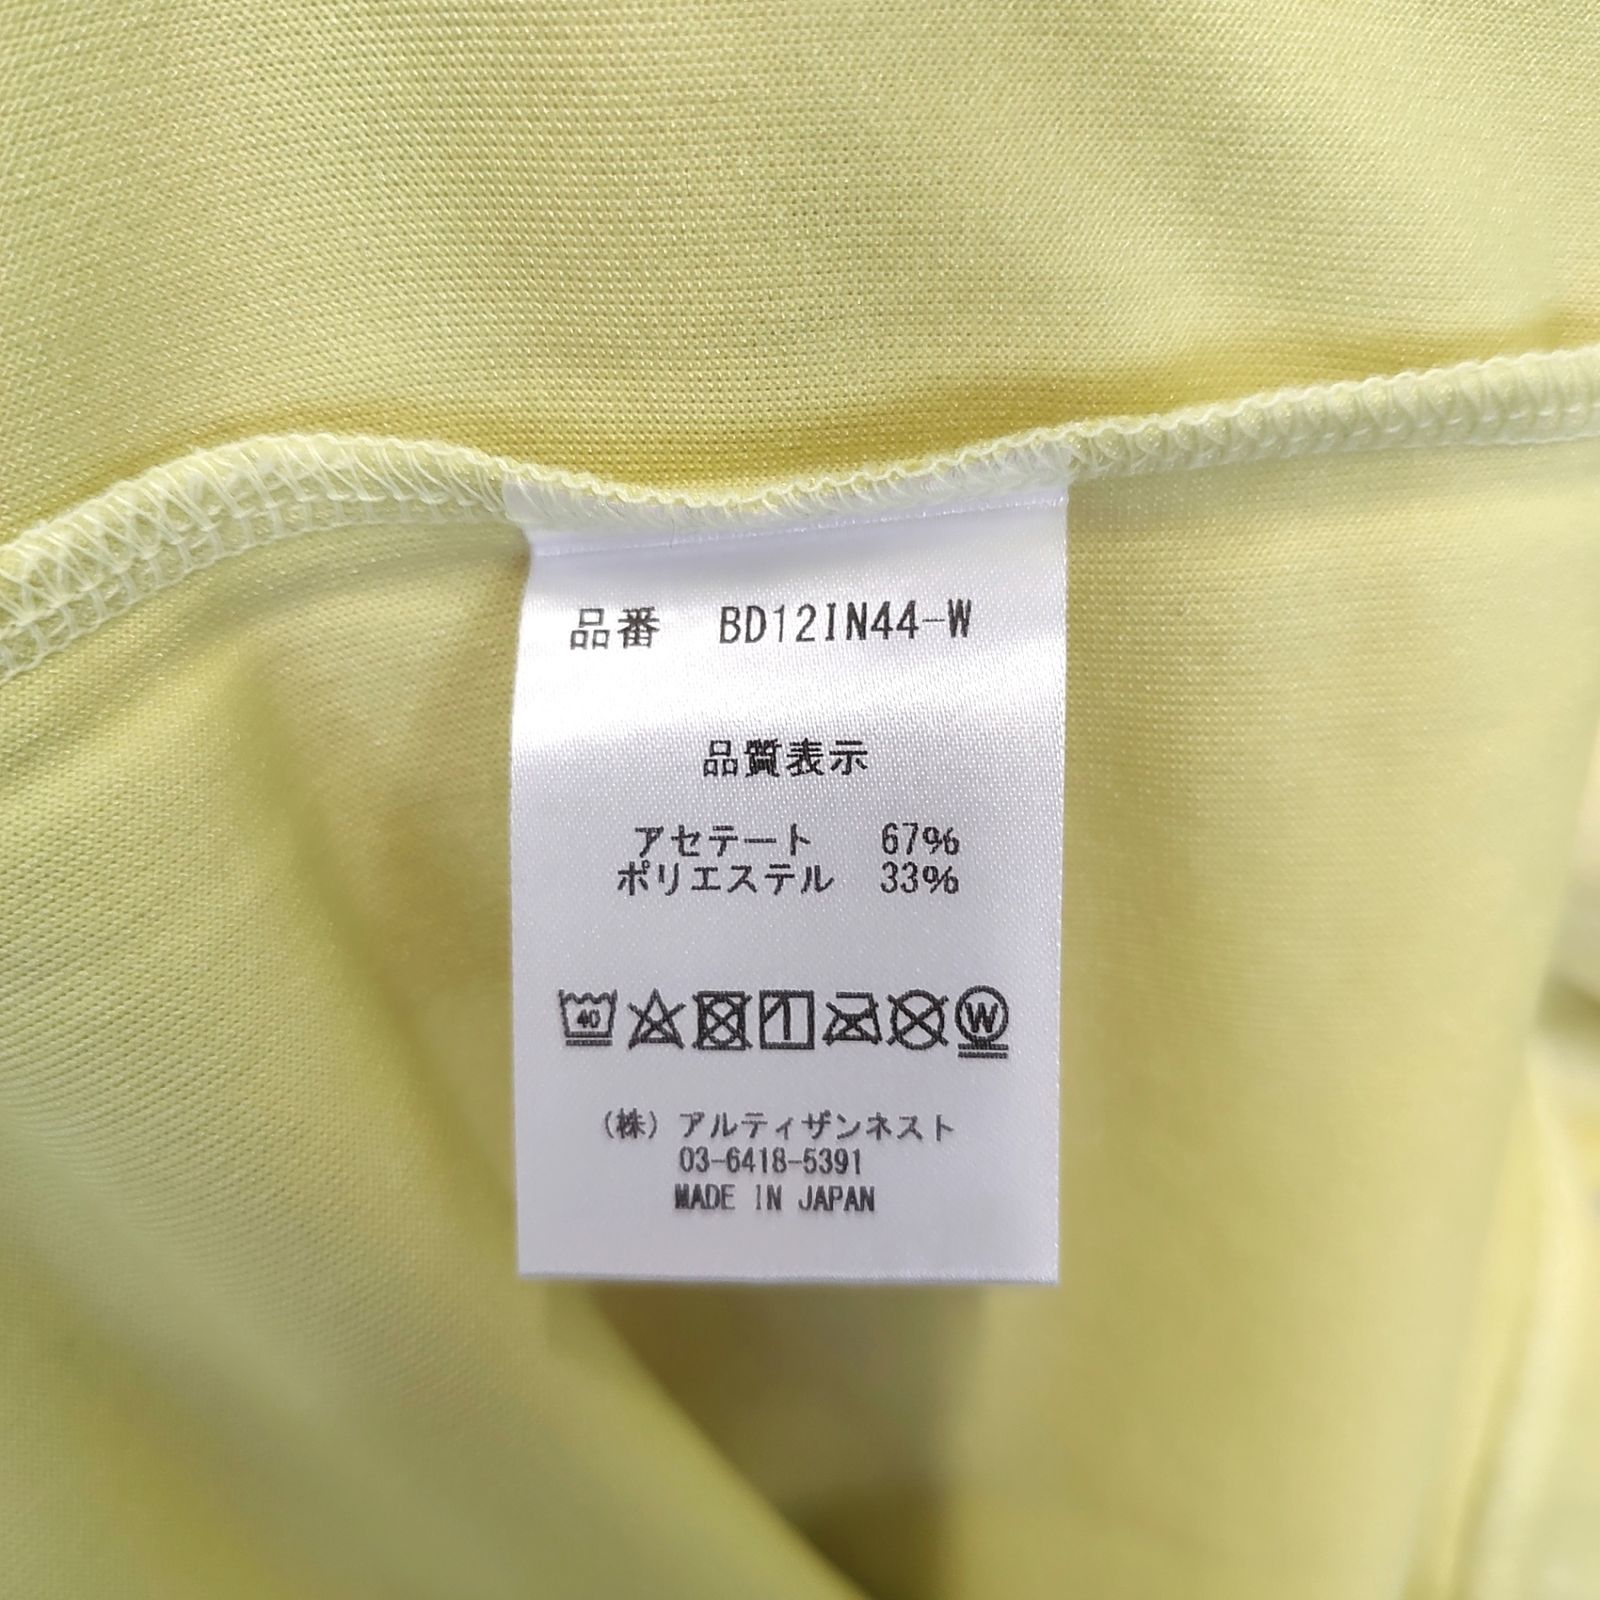 品番 BD12IN44-W
品質表示
アセテート 67%
ポリエステル 33%
40 W
(株)アルティザンネスト
03-6418-5391
MADE IN JAPAN